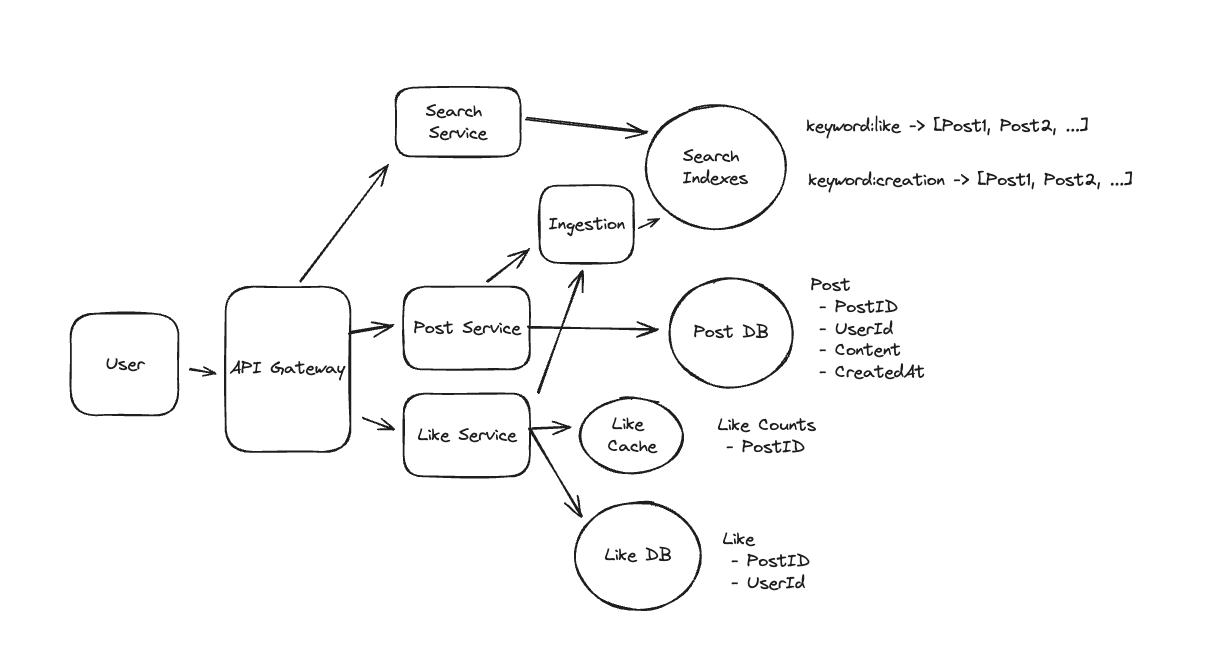 Search
Service
Search
Indexes
keyword:like -> [Post1, Post2, ...]
keyword:creation -> [Post1, Post2, ...]
Ingestion
User
API Gateway
Post Service
Post DB
Post
- PostID
- UserId
- Content
- CreatedAt
Like Service
Like
Cache
Like Counts
- PostID
Like DB
Like
- PostID
- UserId